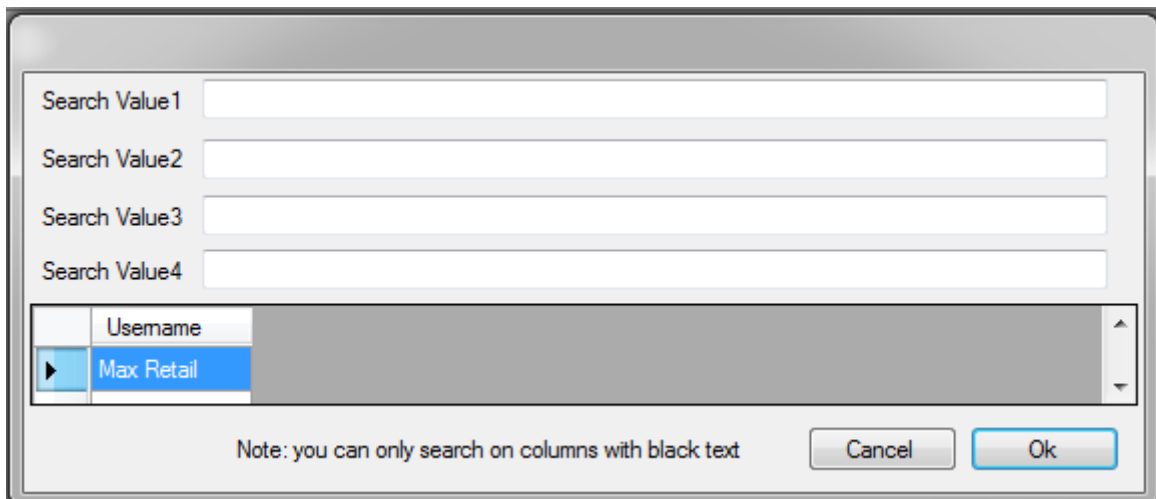 Search Value1
Search Value2
Search Value3
Search Value4
Username
Max Retail
Note: you can only search on columns with black text Cancel Ok